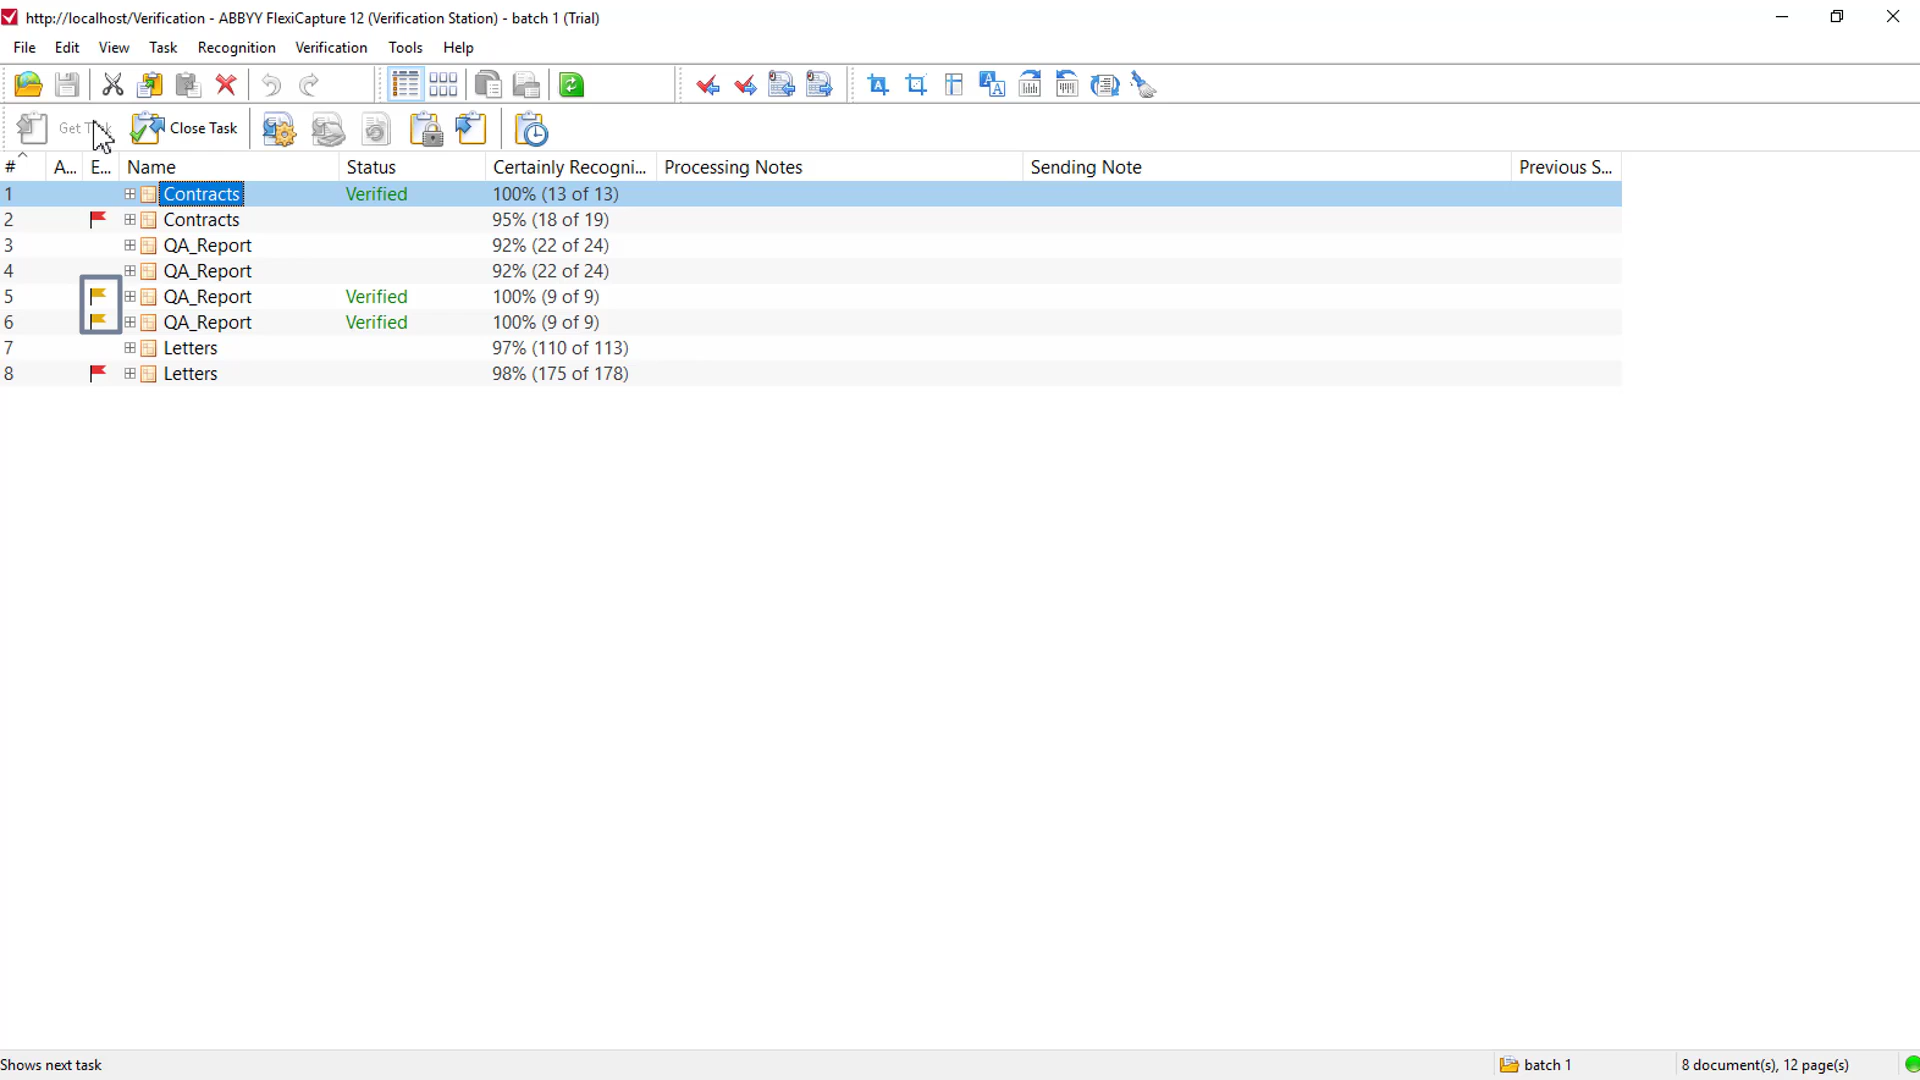 http://localhost/Verification - ABBYY FlexiCapture 12 (Verification Station) - batch 1 (Trial)
File Edit View Task Recognition Verification Tools Help
Get Task Close Task
# A... E... Name Status Certainly Recogni... Processing Notes Sending Note Previous S...
1 Contracts Verified 100% (13 of 13)
2 Contracts 95% (18 of 19)
3 QA_Report 92% (22 of 24)
4 QA_Report 92% (22 of 24)
5 QA_Report Verified 100% (9 of 9)
6 QA_Report Verified 100% (9 of 9)
7 Letters 97% (110 of 113)
8 Letters 98% (175 of 178)
Shows next task batch 1 8 document(s), 12 page(s)